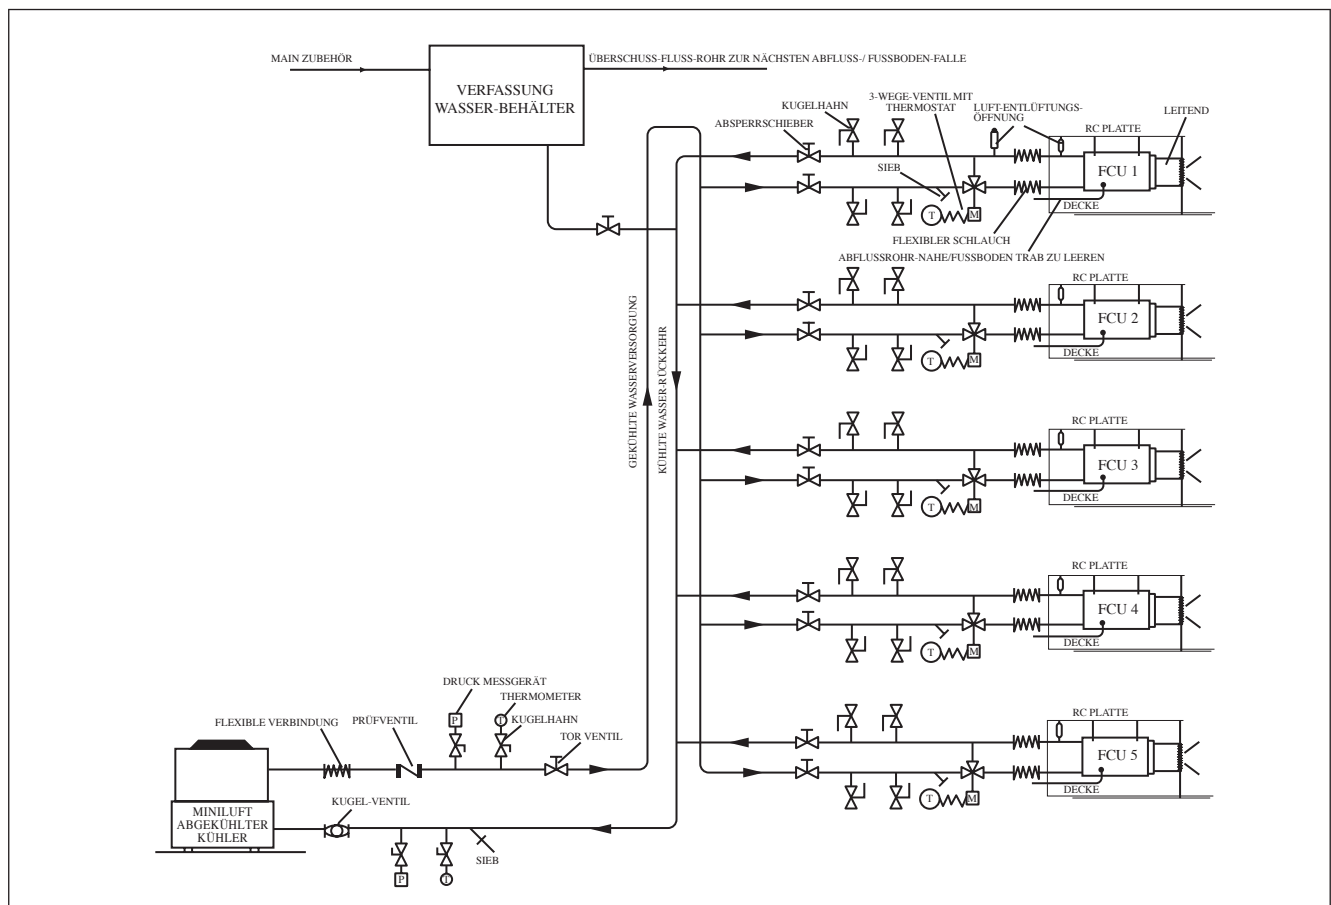 MAIN ZUBEHÖR
VERFASSUNG
WASSER-BEHÄLTER
ÜBERSCHUSS-FLUSS-ROHR ZUR NÄCHSTEN ABFLUSS-/ FUSSBODEN-FALLE
ABSPERRSCHIEBER
KUGELHAHN
3-WEGE-VENTIL MIT
THERMOSTAT
LUFT-ENTLÜFTUNGS-
ÖFFNUNG
RC PLATTE
LEITEND
FCU 1
SIEB
T
M
DECKE
FLEXIBLER SCHLAUCH
ABFLUSSROHR-NAHE/FUSSBODEN TRAB ZU LEEREN
RC PLATTE
FCU 2
T
M
DECKE
GEKÜHLTE WASSERVERSORGUNG
KÜHLTE WASSER-RÜCKKEHR
RC PLATTE
FCU 3
T
M
DECKE
RC PLATTE
FCU 4
T
M
DECKE
RC PLATTE
FCU 5
T
M
DECKE
DRUCK MESSGERÄT
THERMOMETER
FLEXIBLE VERBINDUNG
PRÜFVENTIL
P
T
KUGELHAHN
TOR VENTIL
MINILUFT
ABGEKÜHLTER
KÜHLER
KUGEL-VENTIL
SIEB
P
T